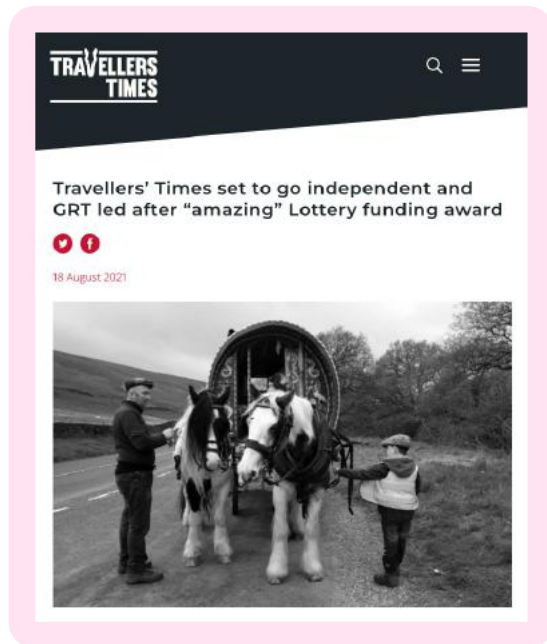 TRAVELLERS
TIMES
Travellers’ Times set to go independent and
GRT led after “amazing” Lottery funding award
18 August 2021